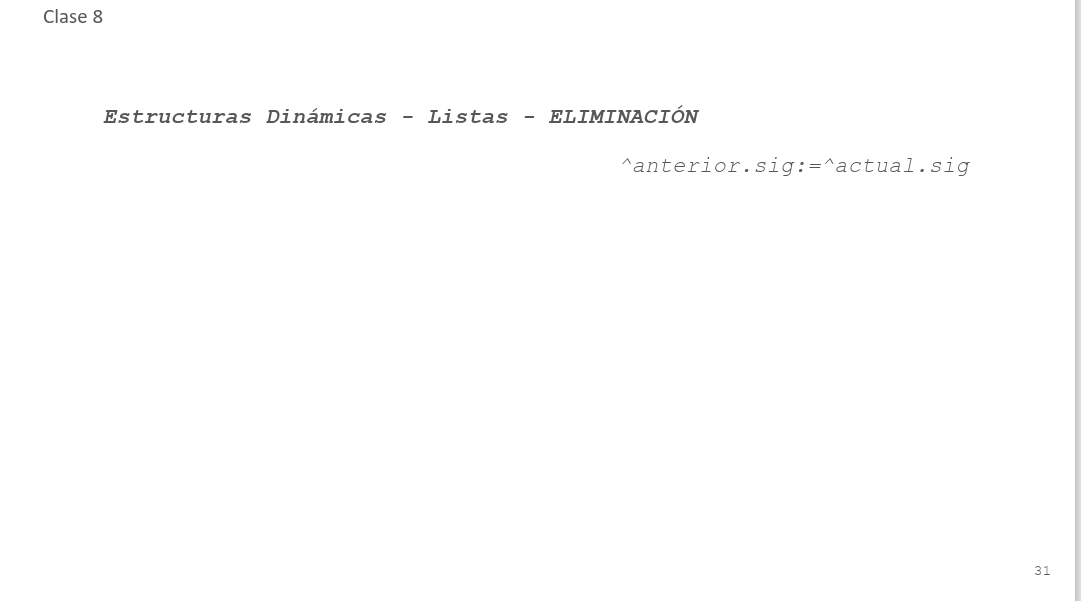 Clase 8
Estructuras Dinámicas - Listas - ELIMINACIÓN
^anterior.sig:=^actual.sig
31